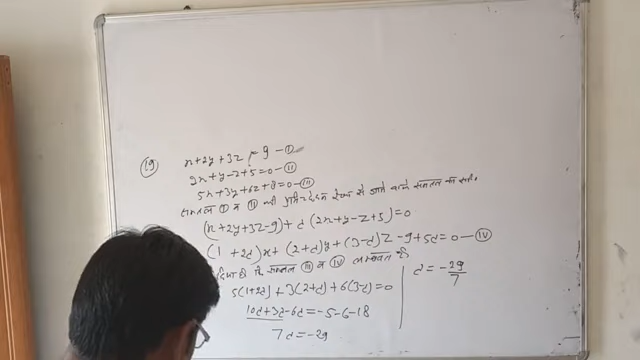 (19) x+2y+3z = 9 - (I)
2x+y-z+5=0 - (II)
5x+3y+6z+8=0 - (III)
समतल (I) व (II) की प्रतिच्छेदन रेखा से जाने वाले समतल का समी.
(x+2y+3z-9)+λ(2x+y-z+5)=0
(1+2λ)x+(2+λ)y+(3-λ)z-9+5λ=0 - (IV)
दिया है कि समतल (III) व (IV) लम्बवत है
5(1+2λ)+3(2+λ)+6(3-λ)=0
10λ+3λ-6λ=-5-6-18
7λ=-29
λ=-29/7